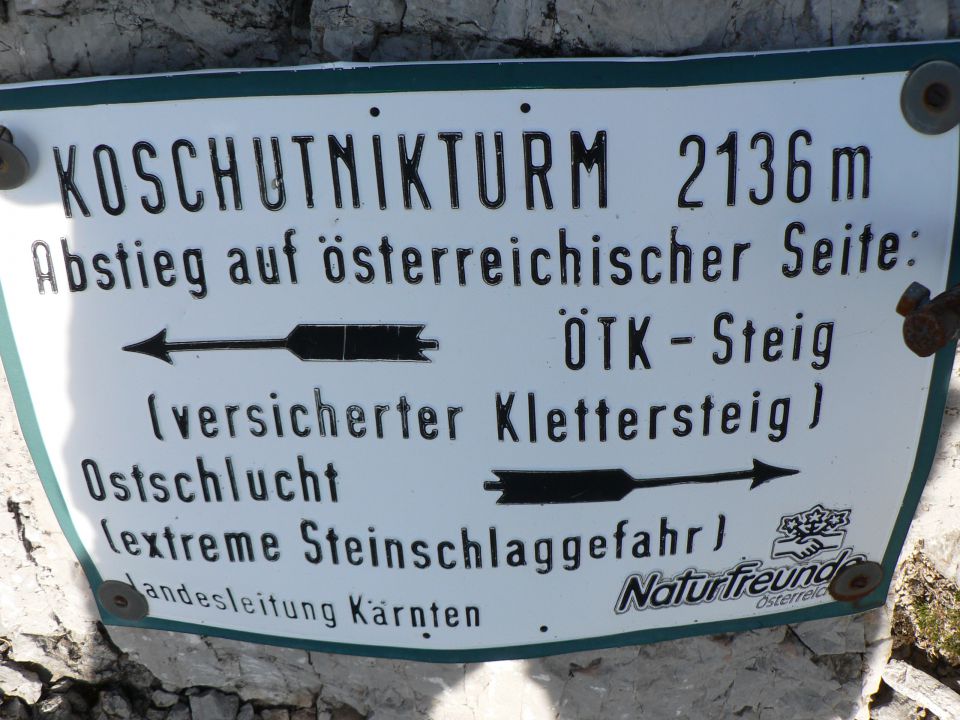 KOSCHUTNIKTURM 2136 m
Abstieg auf österreichischer Seite:
ÖTK - Steig
(versicherter Klettersteig)
Ostschlucht
(extreme Steinschlaggefahr)
Landesleitung Kärnten
NaturFreunde
Österreich